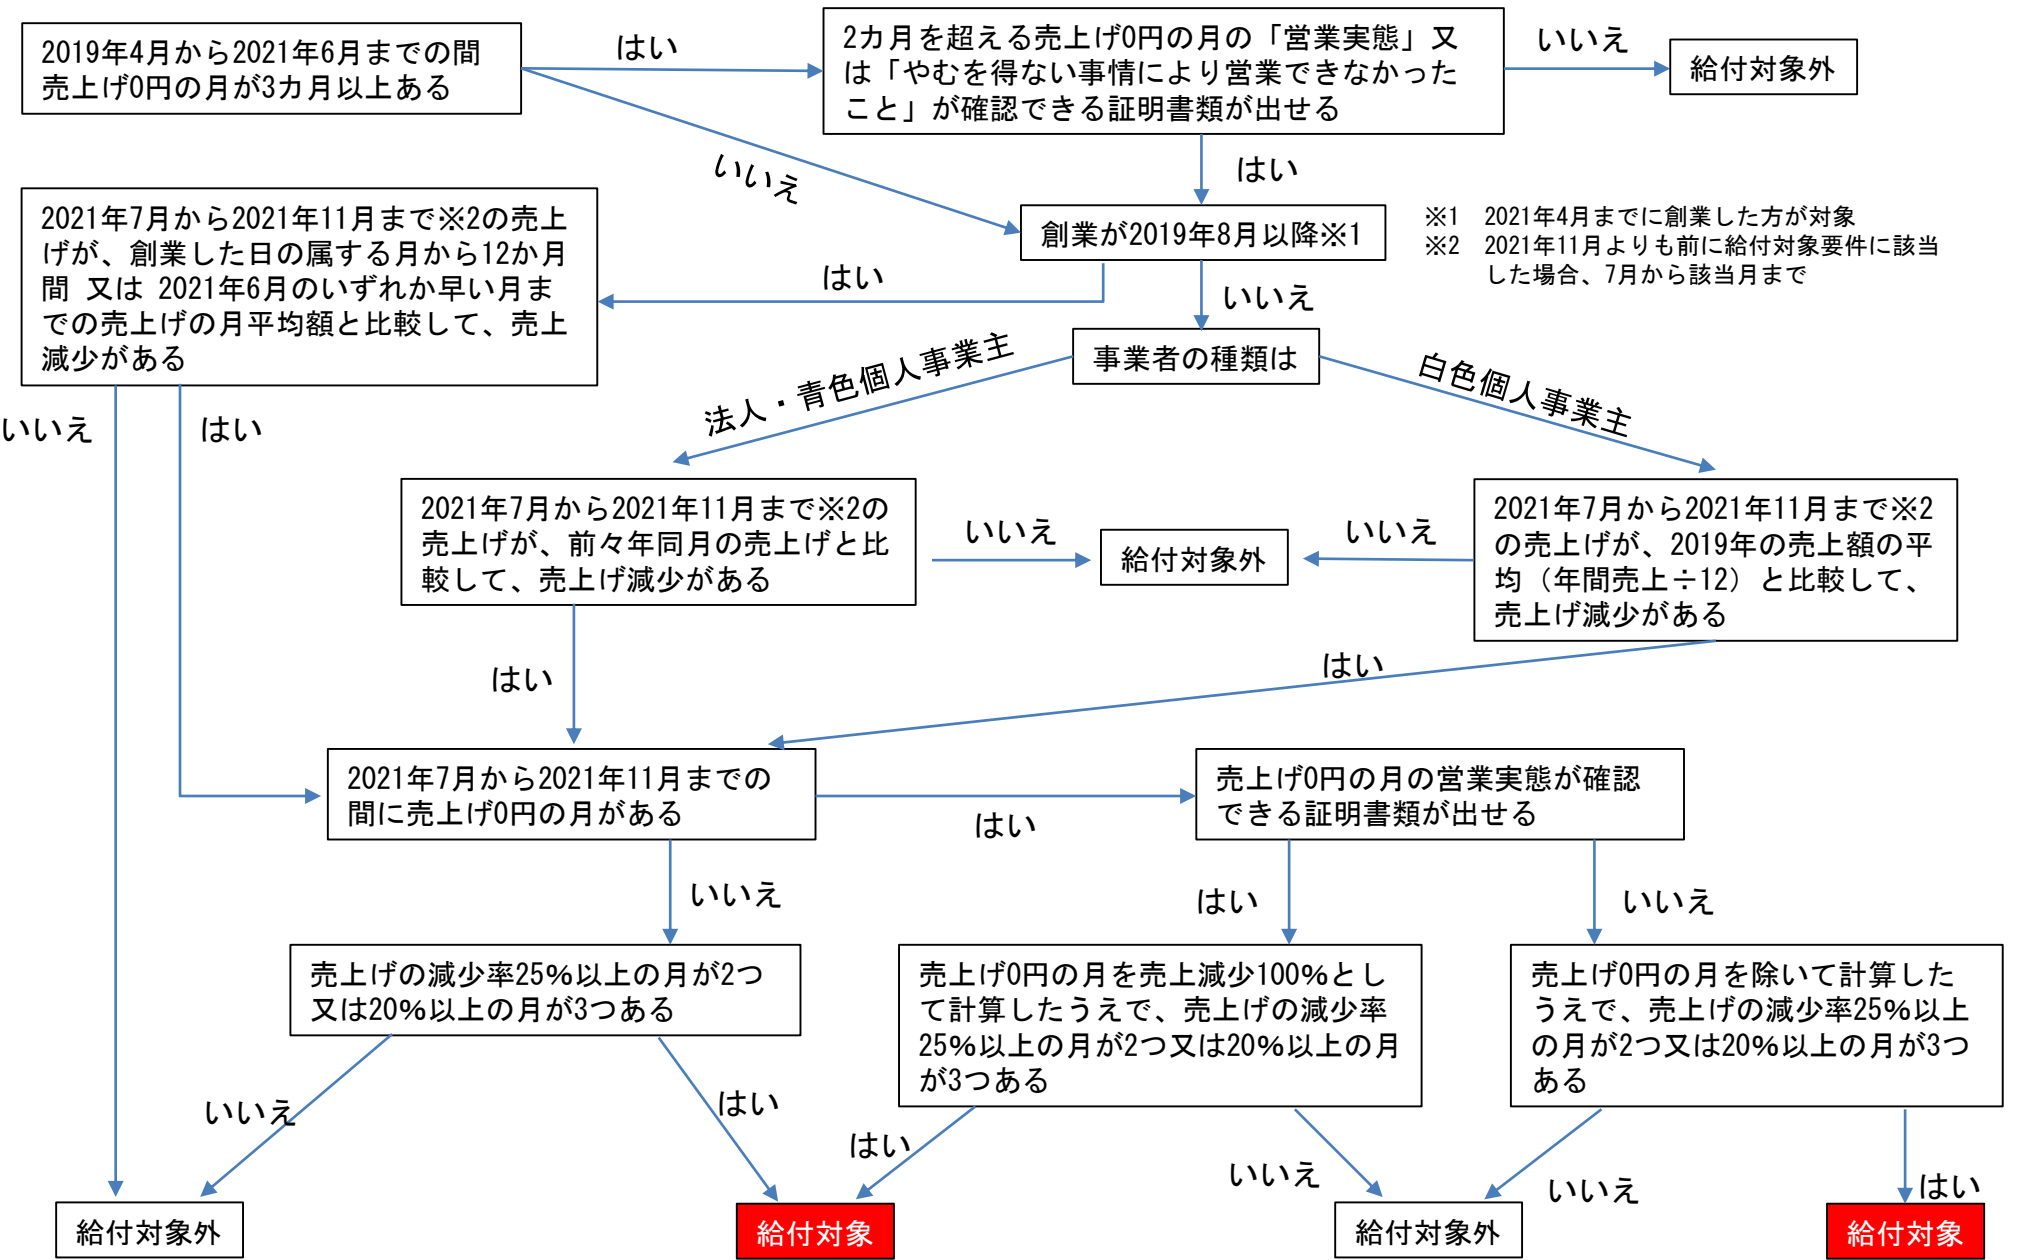 2019年4月から2021年6月までの間
売上げ0円の月が3カ月以上ある
はい
2カ月を超える売上げ0円の月の「営業実態」又
は「やむを得ない事情により営業できなかった
こと」が確認できる証明書類が出せる
いいえ
給付対象外
いいえ
はい
2021年7月から2021年11月まで※2の売上
げが、創業した日の属する月から12か月
間 又は 2021年6月のいずれか早い月ま
での売上げの月平均額と比較して、売上
減少がある
創業が2019年8月以降※1
※1 2021年4月までに創業した方が対象
※2 2021年11月よりも前に給付対象要件に該当
した場合、7月から該当月まで
はい
いいえ
事業者の種類は
法人・青色個人事業主
白色個人事業主
いいえ
はい
2021年7月から2021年11月まで※2の
売上げが、前々年同月の売上げと比
較して、売上げ減少がある
いいえ
給付対象外
いいえ
2021年7月から2021年11月まで※2
の売上げが、2019年の売上額の平
均（年間売上÷12）と比較して、
売上げ減少がある
はい
はい
2021年7月から2021年11月までの
間に売上げ0円の月がある
はい
売上げ0円の月の営業実態が確認
できる証明書類が出せる
いいえ
はい
いいえ
売上げの減少率25%以上の月が2つ
又は20%以上の月が3つある
売上げ0円の月を売上減少100%とし
て計算したうえで、売上げの減少率
25%以上の月が2つ又は20%以上の月
が3つある
売上げ0円の月を除いて計算した
うえで、売上げの減少率25%以上
の月が2つ又は20%以上の月が3つ
ある
いいえ
はい
はい
いいえ
いいえ
はい
給付対象外
給付対象
給付対象外
給付対象